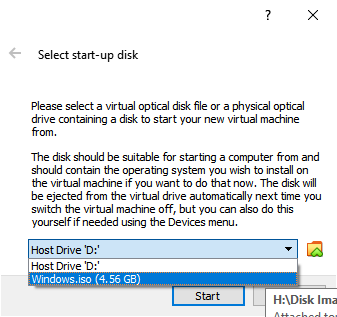 ?
Select start-up disk
Please select a virtual optical disk file or a physical optical
drive containing a disk to start your new virtual machine
from.
The disk should be suitable for starting a computer from and
should contain the operating system you wish to install on
the virtual machine if you want to do that now. The disk will
be ejected from the virtual drive automatically next time you
switch the virtual machine off, but you can also do this
yourself if needed using the Devices menu.
Host Drive 'D:'
Host Drive 'D:'
Windows.iso (4.56 GB)
Start
H:\Disk Ima
Attached to